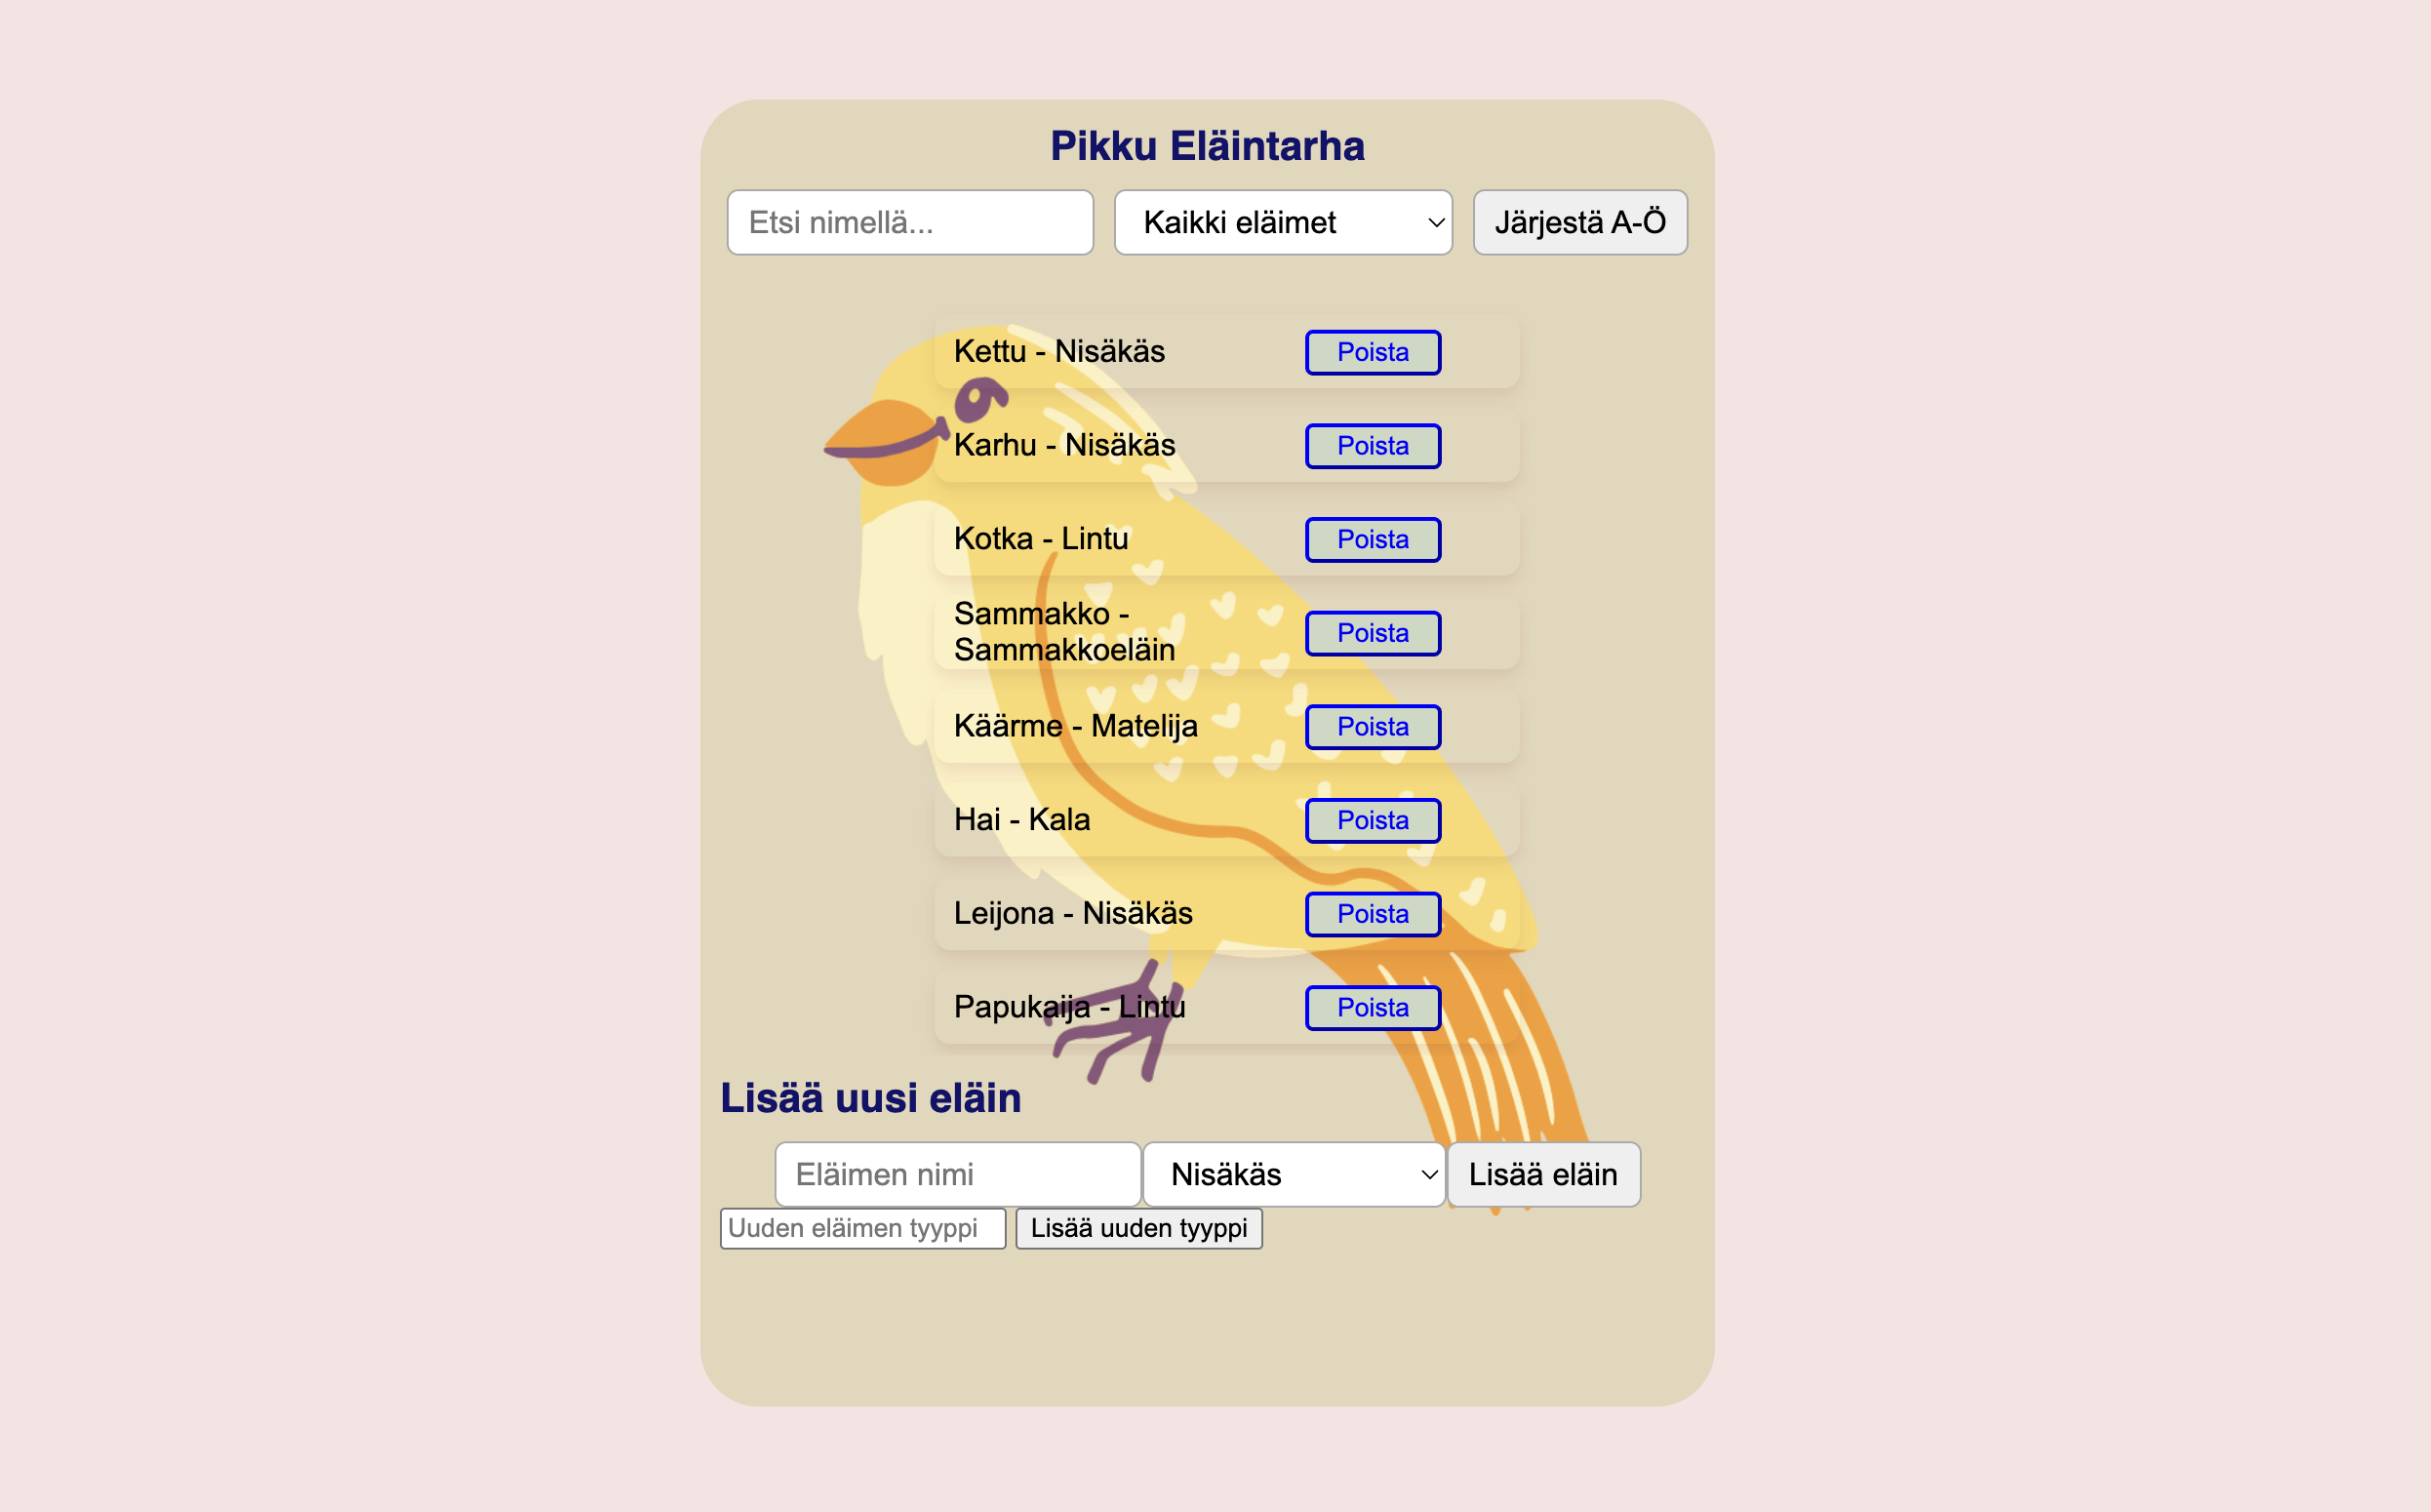 Pikku Eläintarha
Etsi nimellä...
Kaikki eläimet
Järjestä A-Ö
Kettu - Nisäkäs
Poista
Karhu - Nisäkäs
Poista
Kotka - Lintu
Poista
Sammakko -
Sammakkoeläin
Poista
Käärme - Matelija
Poista
Hai - Kala
Poista
Leijona - Nisäkäs
Poista
Papukaija - Lintu
Poista
Lisää uusi eläin
Eläimen nimi
Nisäkäs
Lisää eläin
Uuden eläimen tyyppi
Lisää uuden tyyppi